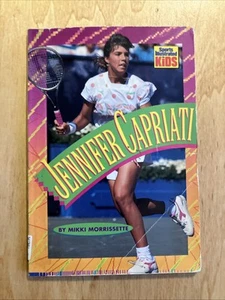 Sports Illustrated
KIDS
JENNIFER CAPRIATI
BY MIKKI MORRISSETTE